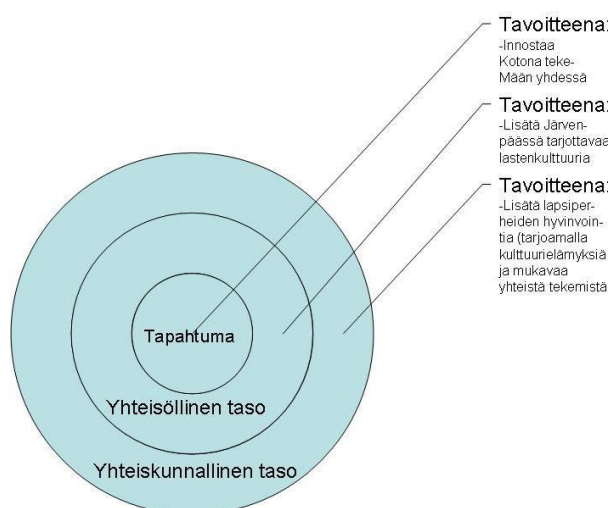 Tavoitteena:
-Innostaa
Kotona teke-
Mään yhdessä
Tavoitteena:
-Lisätä Järven-
päässä tarjottavaa
lastenkulttuuria
Tavoitteena:
-Lisätä lapsiper-
heiden hyvinvoin-
tia (tarjoamalla
kulttuurielämyksiä
ja mukavaa
yhteistä tekemistä
Tapahtuma
Yhteisöllinen taso
Yhteiskunnallinen taso